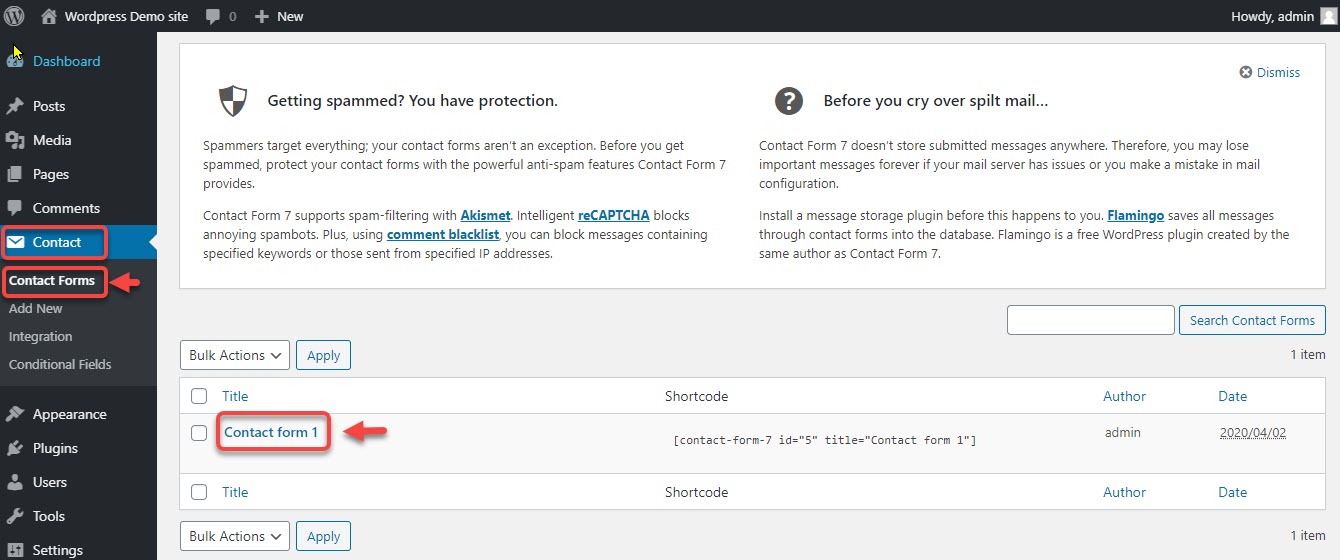 Wordpress Demo site 0 New Howdy, admin
Dashboard
Posts
Media
Pages
Comments
Contact
Contact Forms
Add New
Integration
Conditional Fields
Appearance
Plugins
Users
Tools
Settings
Dismiss
Getting spammed? You have protection.
Spammers target everything; your contact forms aren't an exception. Before you get
spammed, protect your contact forms with the powerful anti-spam features Contact Form 7
provides.
Contact Form 7 supports spam-filtering with Akismet. Intelligent reCAPTCHA blocks
annoying spambots. Plus, using comment blacklist, you can block messages containing
specified keywords or those sent from specified IP addresses.
Before you cry over spilt mail…
Contact Form 7 doesn't store submitted messages anywhere. Therefore, you may lose
important messages forever if your mail server has issues or you make a mistake in mail
configuration.
Install a message storage plugin before this happens to you. Flamingo saves all messages
through contact forms into the database. Flamingo is a free WordPress plugin created by the
same author as Contact Form 7.
Search Contact Forms
Bulk Actions Apply 1 item
Title Shortcode Author Date
Contact form 1 [contact-form-7 id="5" title="Contact form 1"] admin 2020/04/02
Title Shortcode Author Date
Bulk Actions Apply 1 item